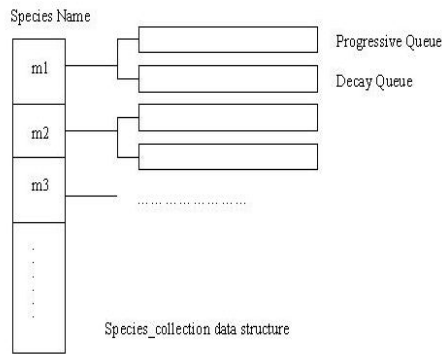 Species Name
m1
Progressive Queue
Decay Queue
m2
m3
........................
.......
Species_collection data structure